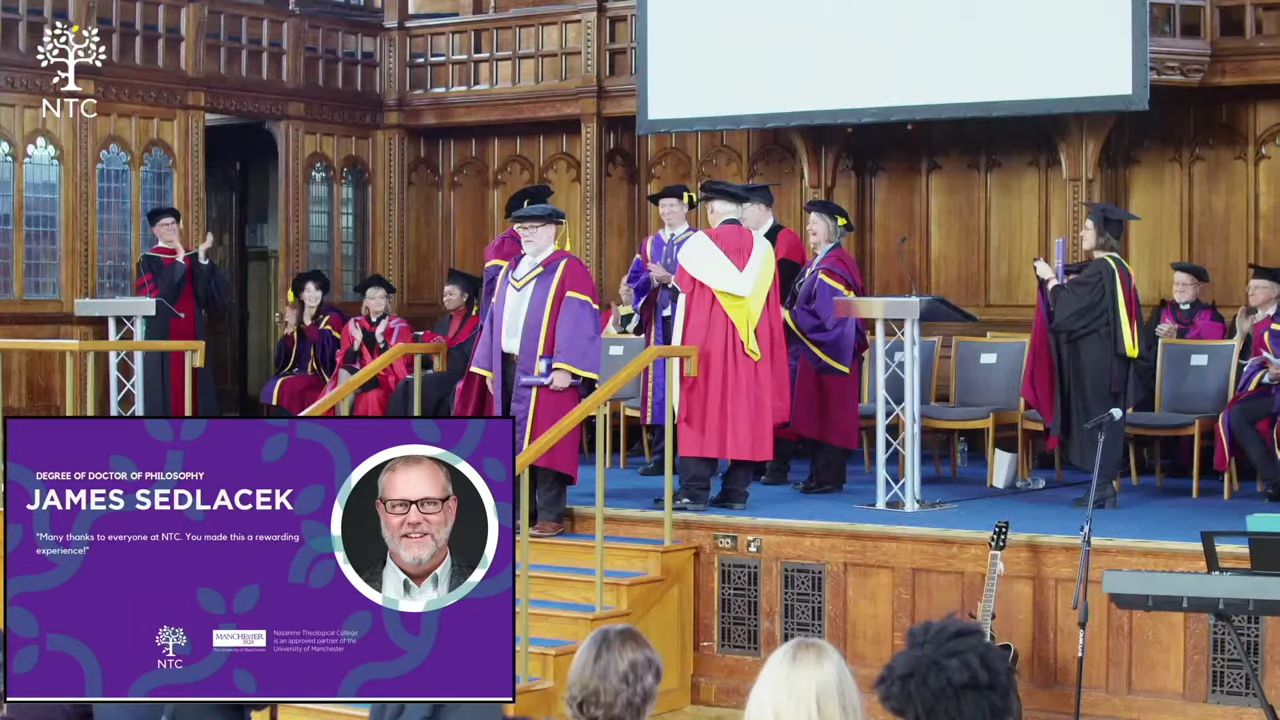 NTC
DEGREE OF DOCTOR OF PHILOSOPHY
JAMES SEDLACEK
"Many thanks to everyone at NTC. You made this a rewarding
experience!"
NTC
MANCHESTER
1824
The University of Manchester
Nazarene Theological College
is an approved partner of the
University of Manchester